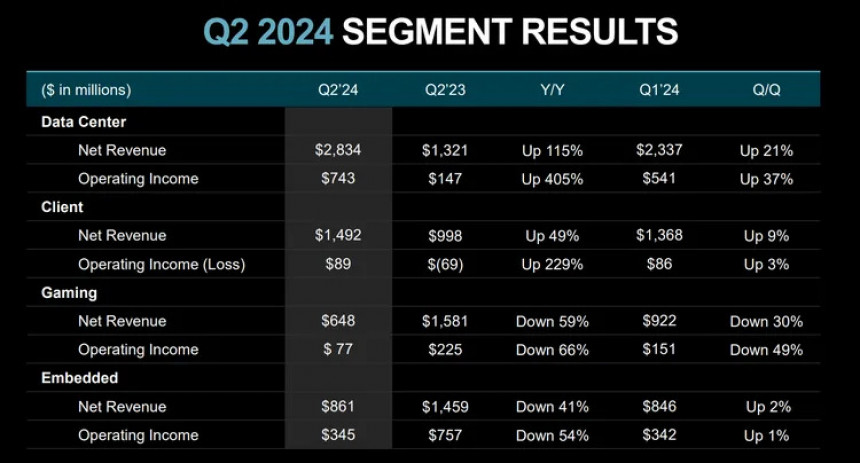 Q2 2024 SEGMENT RESULTS
($ in millions) Q2'24 Q2'23 Y/Y Q1'24 Q/Q
Data Center
Net Revenue $2,834 $1,321 Up 115% $2,337 Up 21%
Operating Income $743 $147 Up 405% $541 Up 37%
Client
Net Revenue $1,492 $998 Up 49% $1,368 Up 9%
Operating Income (Loss) $89 $(69) Up 229% $86 Up 3%
Gaming
Net Revenue $648 $1,581 Down 59% $922 Down 30%
Operating Income $ 77 $225 Down 66% $151 Down 49%
Embedded
Net Revenue $861 $1,459 Down 41% $846 Up 2%
Operating Income $345 $757 Down 54% $342 Up 1%